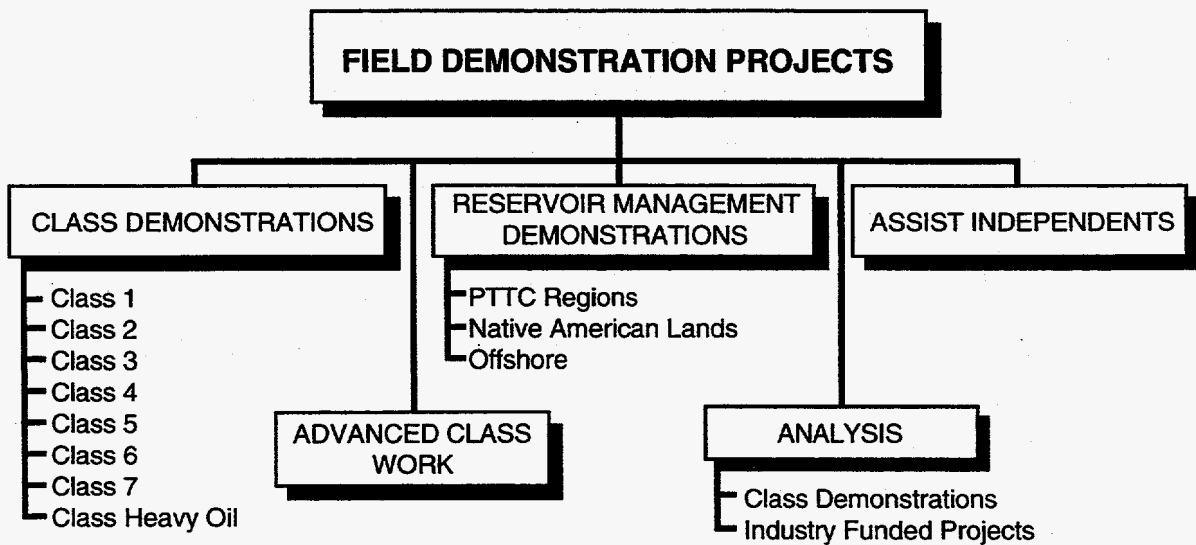 FIELD DEMONSTRATION PROJECTS
CLASS DEMONSTRATIONS
Class 1
Class 2
Class 3
Class 4
Class 5
Class 6
Class 7
Class Heavy Oil
ADVANCED CLASS
WORK
RESERVOIR MANAGEMENT
DEMONSTRATIONS
PTTC Regions
Native American Lands
Offshore
ANALYSIS
Class Demonstrations
Industry Funded Projects
ASSIST INDEPENDENTS